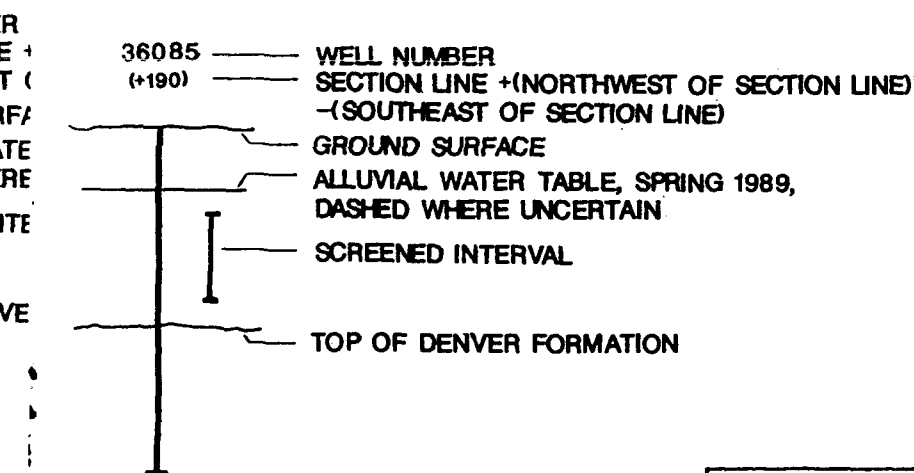 36085
WELL NUMBER
(+190)
SECTION LINE +(NORTHWEST OF SECTION LINE)
-(SOUTHEAST OF SECTION LINE)
GROUND SURFACE
ALLUVIAL WATER TABLE, SPRING 1989,
DASHED WHERE UNCERTAIN
SCREENED INTERVAL
TOP OF DENVER FORMATION